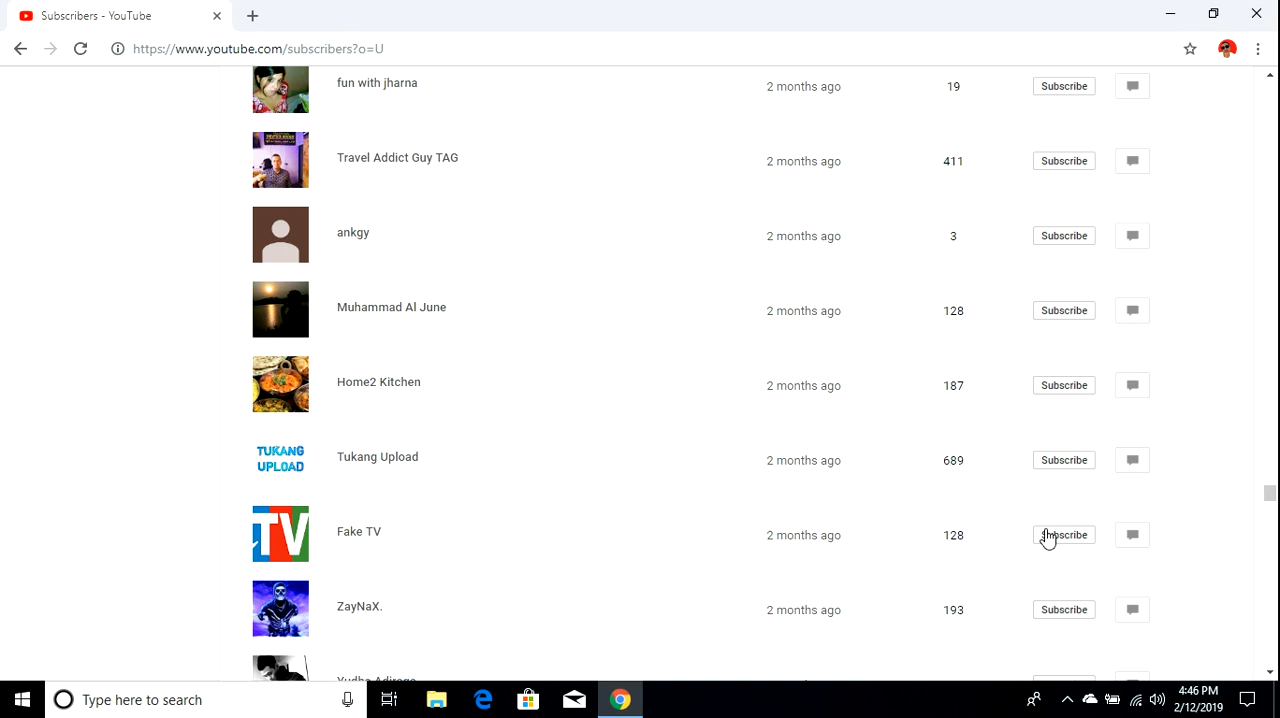 Subscribers - YouTube
https://www.youtube.com/subscribers?o=U
fun with jharna 2 months ago 19 Subscribe
Travel Addict Guy TAG 2 months ago 411 Subscribe
ankgy 2 months ago 3 Subscribe
Muhammad Al June 2 months ago 128 Subscribe
Home2 Kitchen 2 months ago 187 Subscribe
TUKANG
UPLOAD
Tukang Upload 2 months ago 689 Subscribe
TV
Fake TV 2 months ago 128 Subscribe
ZayNaX. 2 months ago 193 Subscribe
Type here to search
4:46 PM
2/12/2019